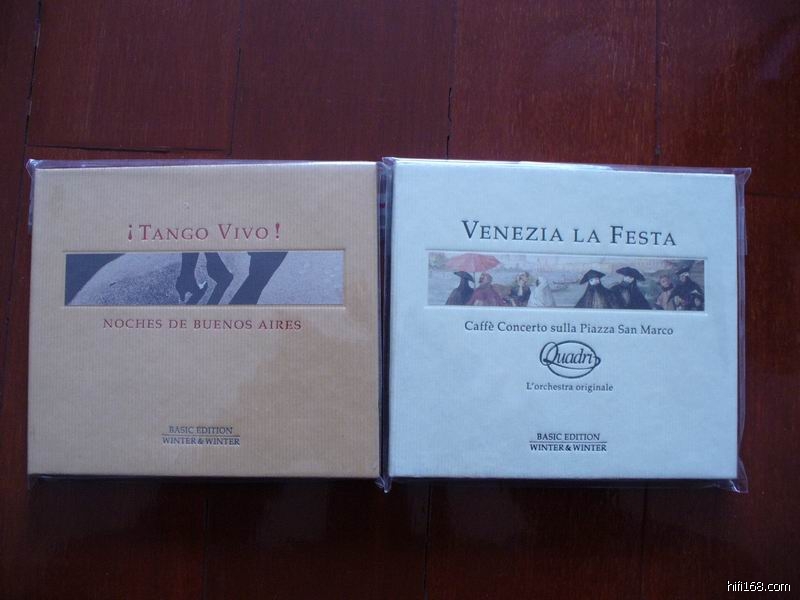 ¡TANGO VIVO!
NOCHES DE BUENOS AIRES
BASIC EDITION
WINTER & WINTER
VENEZIA LA FESTA
Caffè Concerto sulla Piazza San Marco
Quadri
L'orchestra originale
BASIC EDITION
WINTER & WINTER
hifi168.com